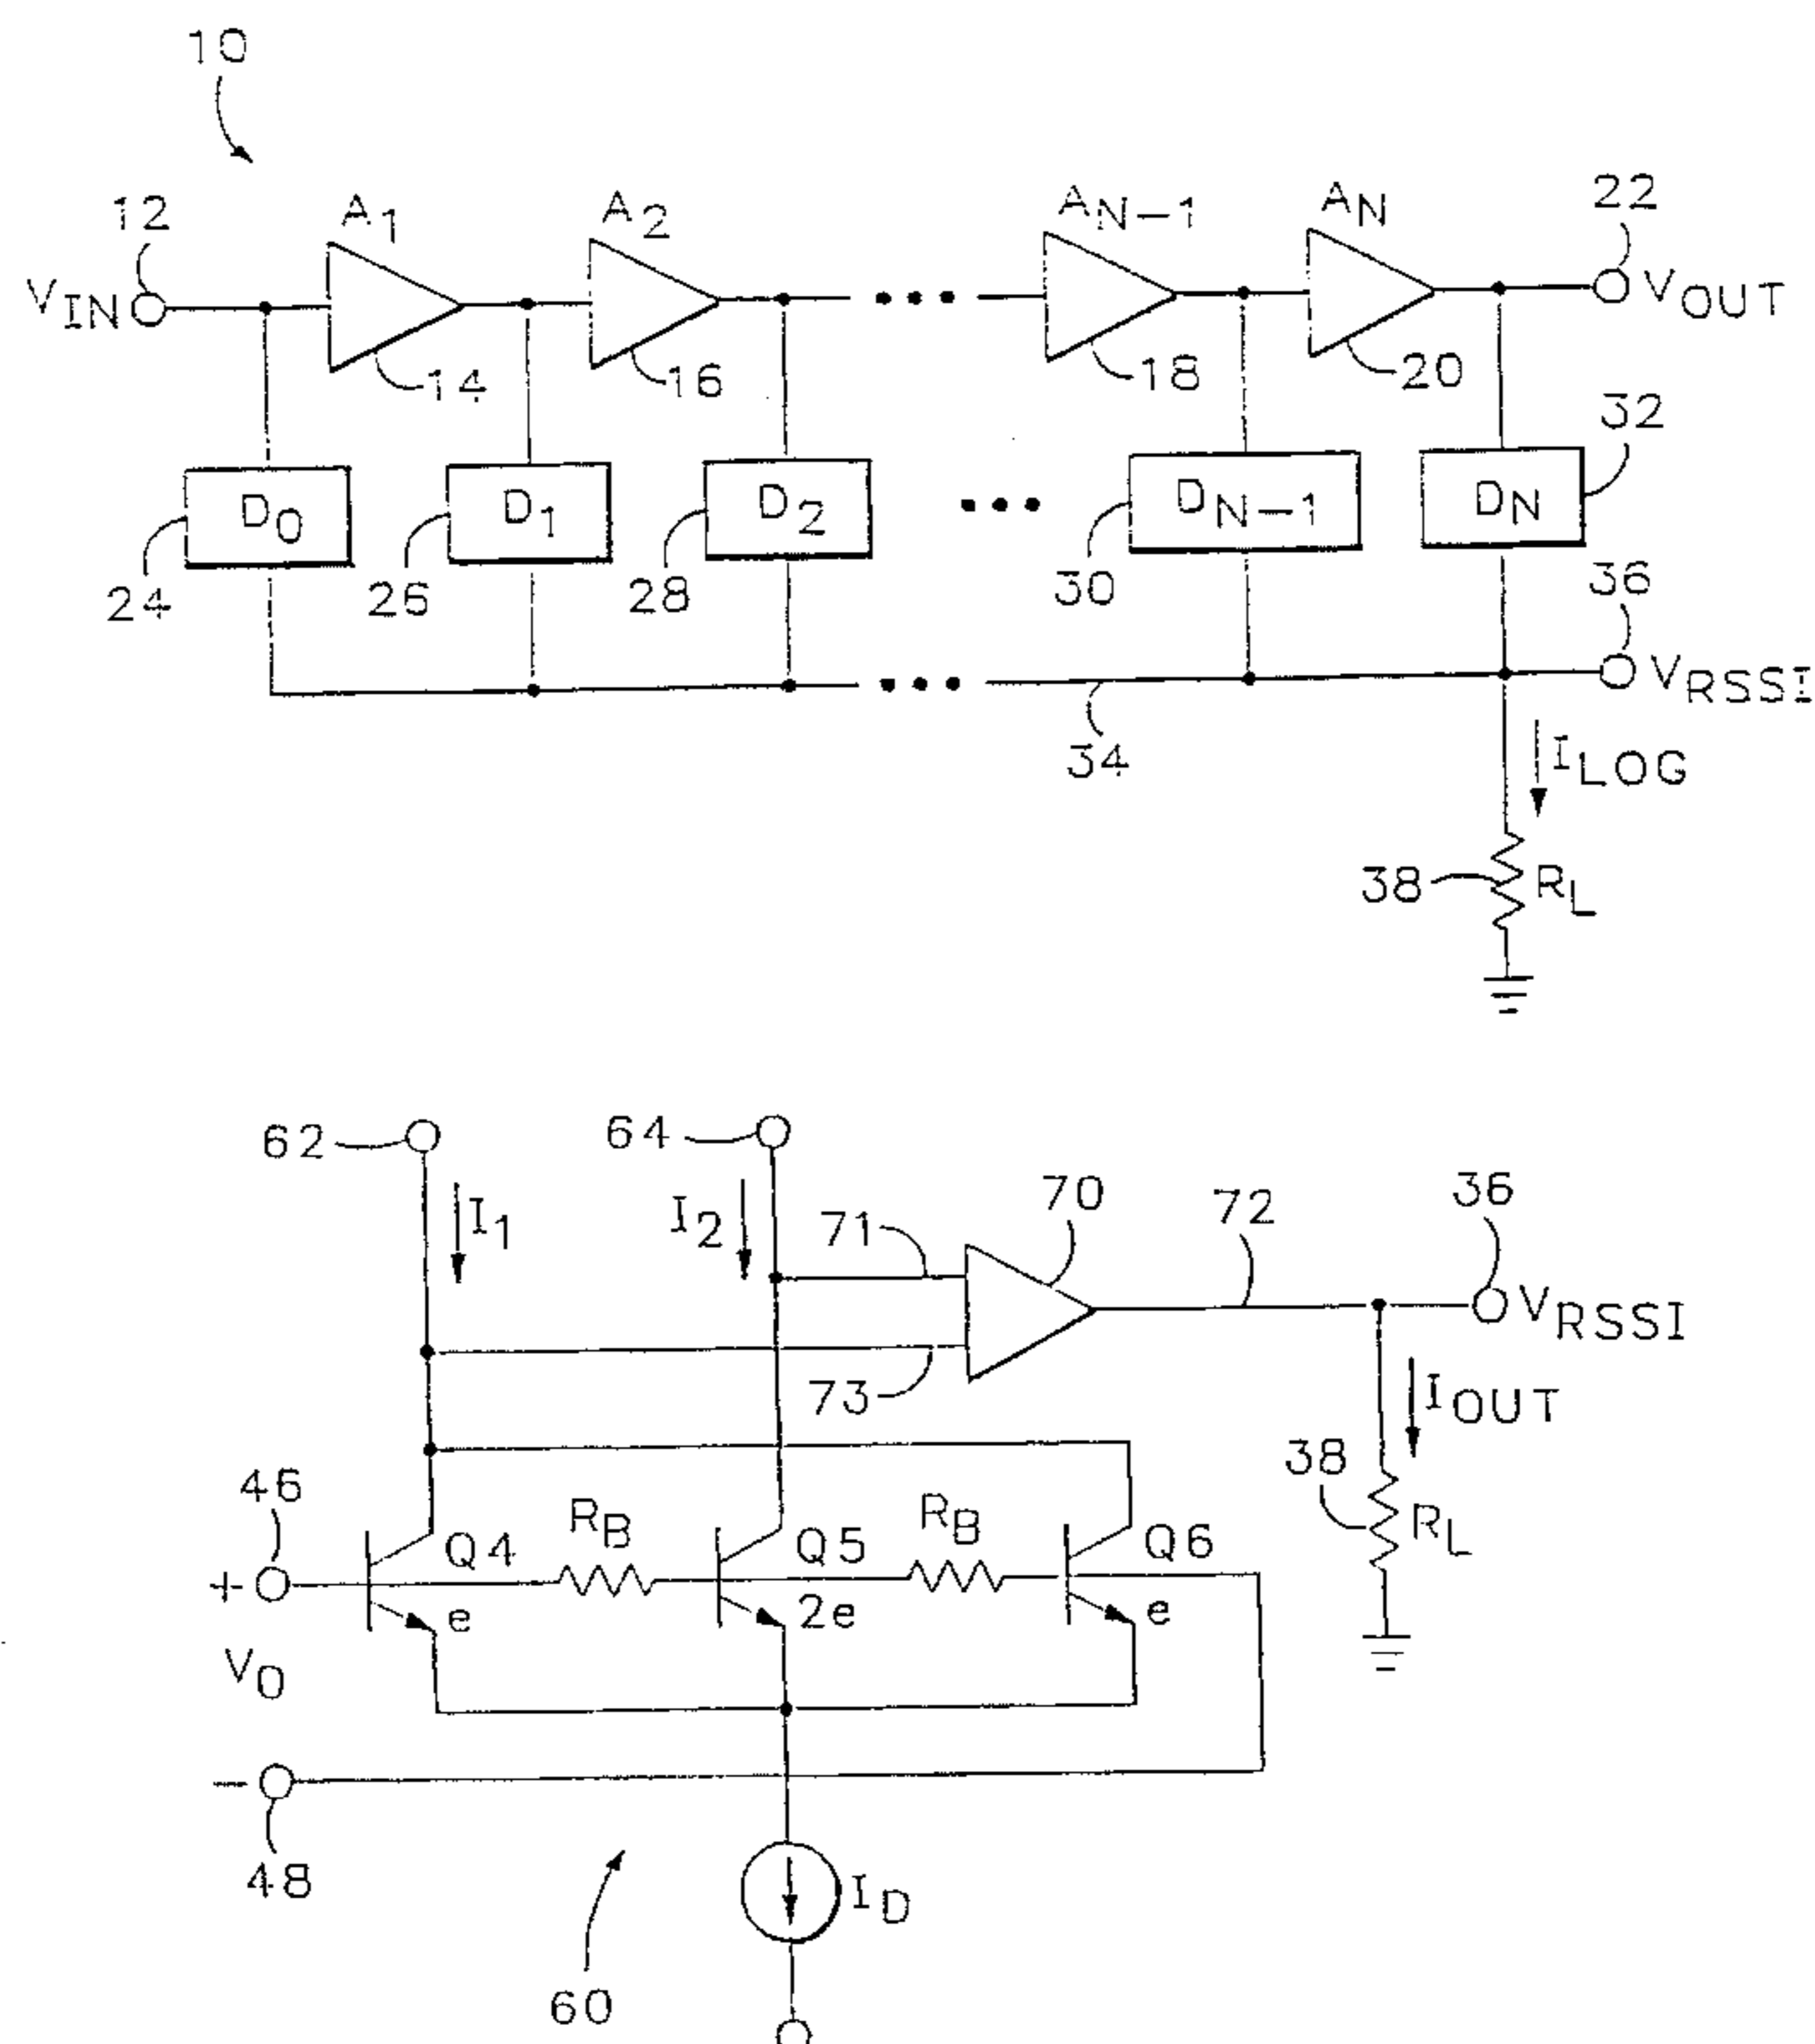 10
12
A1
A2
AN-1
AN
22
VIN
VOUT
14
16
18
20
32
D0
D1
D2
DN-1
DN
24
26
28
30
36
VRSSI
34
ILOG
38
RL
62
64
I1
I2
71
70
72
36
VRSSI
73
IOUT
46
RB
Q4
Q5
RB
Q6
38
RL
+
e
2e
e
VO
-
48
ID
60